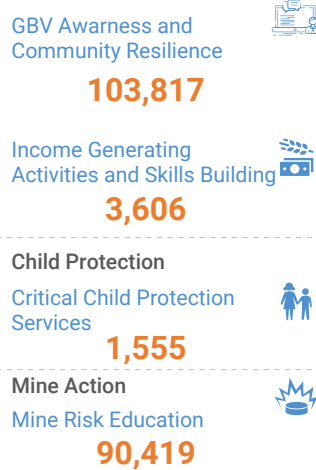 GBV Awarness and
Community Resilience
103,817
Income Generating
Activities and Skills Building
3,606
Child Protection
Critical Child Protection
Services
1,555
Mine Action
Mine Risk Education
90,419